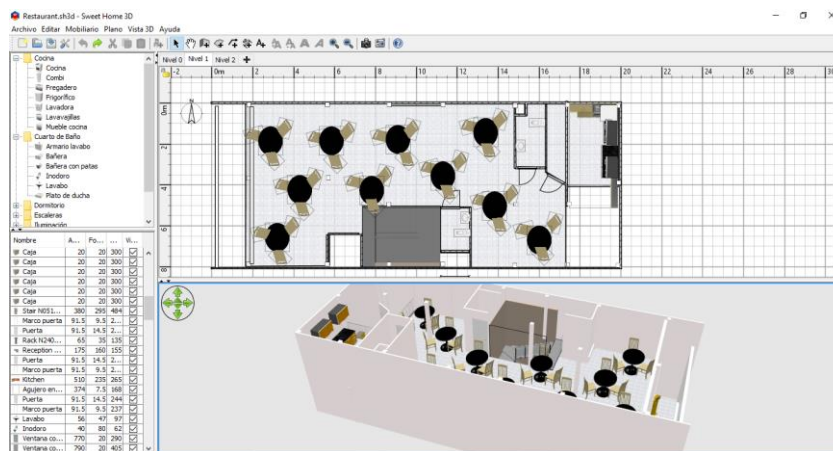 Restaurant.sh3d - Sweet Home 3D
Archivo Editar Mobiliario Plano Vista 3D Ayuda
Cocina
Cocina
Combi
Fregadero
Frigorífico
Lavadora
Lavavajillas
Mueble cocina
Cuarto de Baño
Armario lavabo
Bañera
Bañera con patas
Inodoro
Lavabo
Plato de ducha
Dormitorio
Escaleras
Iluminación
Nivel 0 Nivel 1 Nivel 2
-2 0m 2 4 6 8 10 12 14 16 18 20 22 24 26 28 30
0m
2
4
6
8
N
Nombre A... Fo... ... Vi...
Caja 20 20 300
Caja 20 20 300
Caja 20 20 300
Caja 20 20 300
Caja 20 20 300
Caja 20 20 300
Stair N051... 380 295 484
Marco puerta 91.5 9.5 2...
Puerta 91.5 14.5 2...
Rack N240... 65 35 135
Reception ... 175 160 155
Puerta 91.5 14.5 2...
Marco puerta 91.5 9.5 2...
Kitchen 510 235 265
Agujero en... 374 7.5 168
Puerta 91.5 14.5 244
Marco puerta 91.5 9.5 237
Lavabo 56 47 97
Inodoro 40 80 62
Ventana co... 770 20 290
Ventana co... 790 20 405